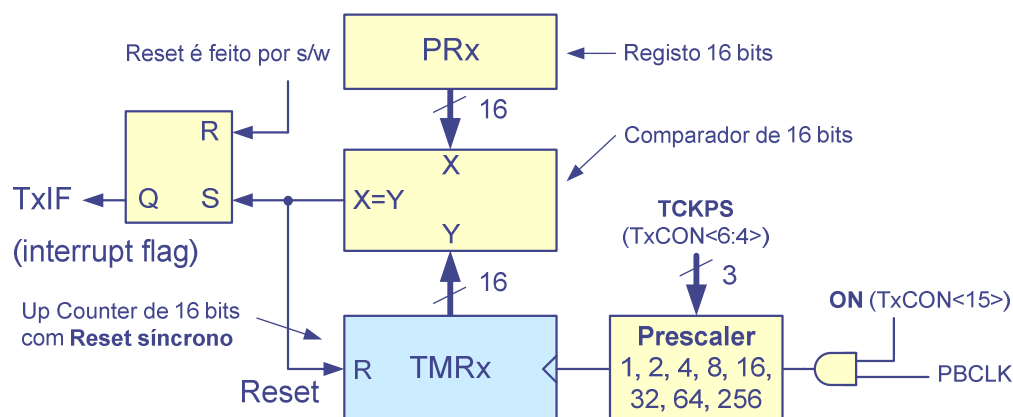 Reset é feito por s/w
PRx
Registo 16 bits
16
R
Comparador de 16 bits
X
TxIF
Q
S
X=Y
Y
(interrupt flag)
TCKPS
(TxCON<6:4>)
16
3
Up Counter de 16 bits
com Reset síncrono
ON (TxCON<15>)
R
TMRx
Reset
Prescaler
1, 2, 4, 8, 16,
32, 64, 256
PBCLK